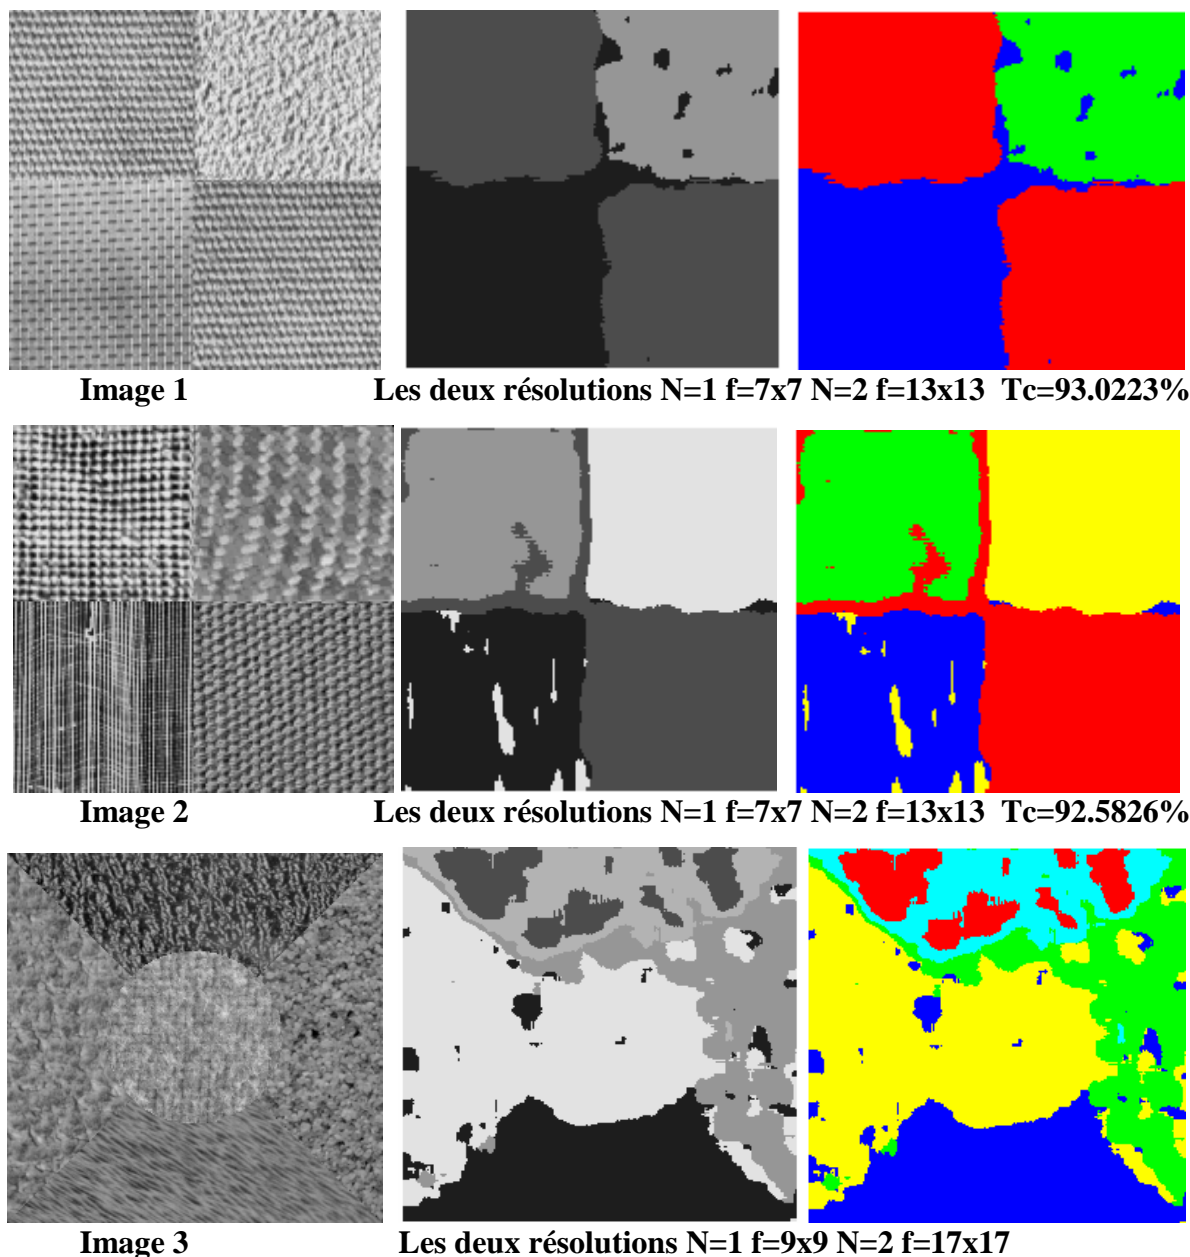 Image 1 Les deux résolutions N=1 f=7x7 N=2 f=13x13 Tc=93.0223%
Image 2 Les deux résolutions N=1 f=7x7 N=2 f=13x13 Tc=92.5826%
Image 3 Les deux résolutions N=1 f=9x9 N=2 f=17x17